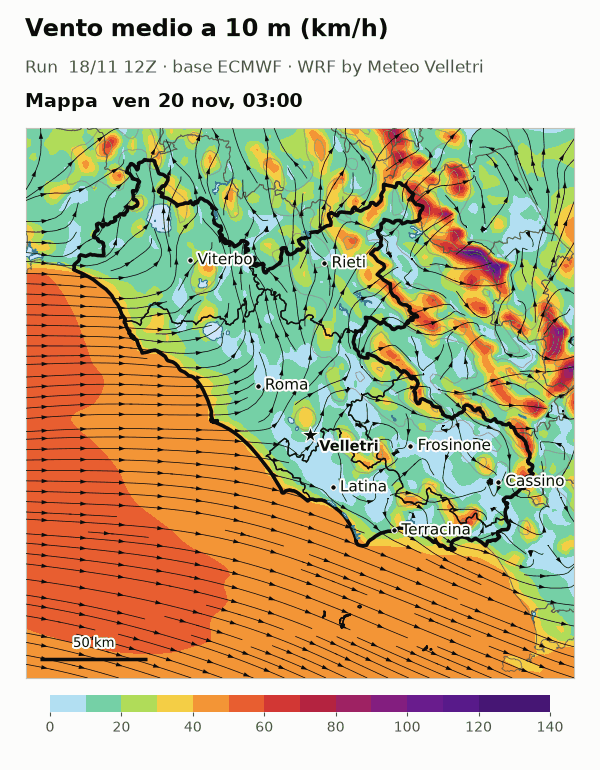 Vento medio a 10 m (km/h)
Run 18/11 12Z · base ECMWF · WRF by Meteo Velletri
Mappa ven 20 nov, 03:00
Viterbo
Rieti
Roma
Velletri
Frosinone
Latina
Cassino
Terracina
50 km
0 20 40 60 80 100 120 140